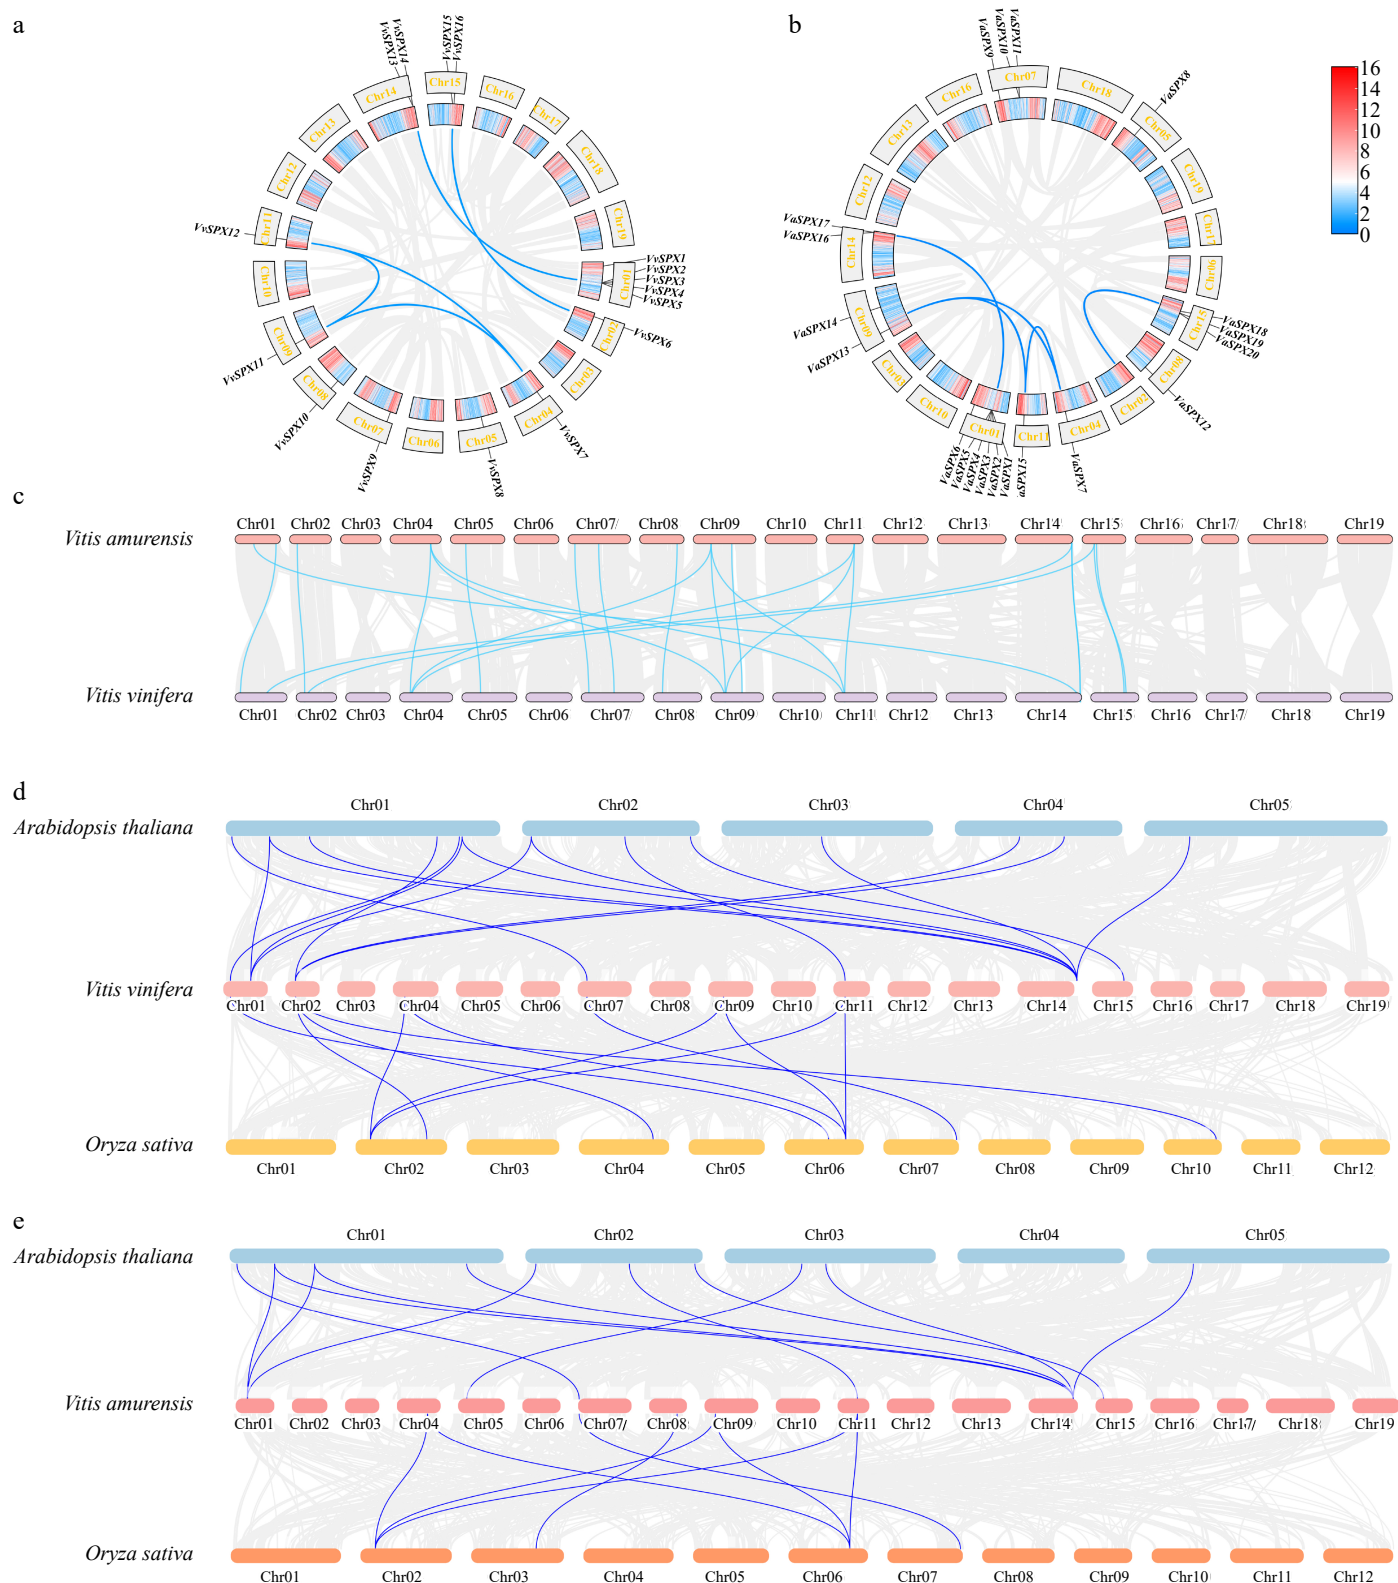 a
VvSPX13
VvSPX14
VvSPX15
VvSPX16
Chr14
Chr15
Chr16
Chr17
Chr13
Chr18
Chr12
Chr19
VvSPX12
Chr11
Chr01
VvSPX1
VvSPX2
VvSPX3
VvSPX4
VvSPX5
Chr10
Chr02
VvSPX6
Chr09
VvSPX11
Chr03
Chr08
VvSPX10
Chr04
VvSPX7
Chr07
VvSPX9
Chr06
Chr05
VvSPX8
b
VaSPX9
VaSPX10
VaSPX11
Chr07
Chr18
VaSPX8
Chr05
Chr16
Chr13
Chr19
Chr12
Chr17
VaSPX17
VaSPX16
Chr14
Chr06
Chr15
VaSPX18
VaSPX19
VaSPX20
VaSPX14
Chr09
VaSPX13
Chr08
VaSPX12
Chr03
Chr02
Chr10
Chr04
VaSPX7
Chr01
Chr11
VaSPX6
VaSPX5
VaSPX4
VaSPX3
VaSPX2
VaSPX1
aSPX15
16
14
12
10
8
6
4
2
0
c
Chr01 Chr02 Chr03 Chr04 Chr05 Chr06 Chr07 Chr08 Chr09 Chr10 Chr11 Chr12 Chr13 Chr14 Chr15 Chr16 Chr17 Chr18 Chr19
Vitis amurensis
Vitis vinifera
Chr01 Chr02 Chr03 Chr04 Chr05 Chr06 Chr07 Chr08 Chr09 Chr10 Chr11 Chr12 Chr13 Chr14 Chr15 Chr16 Chr17 Chr18 Chr19
d
Chr01 Chr02 Chr03 Chr04 Chr05
Arabidopsis thaliana
Vitis vinifera
Chr01 Chr02 Chr03 Chr04 Chr05 Chr06 Chr07 Chr08 Chr09 Chr10 Chr11 Chr12 Chr13 Chr14 Chr15 Chr16 Chr17 Chr18 Chr19
Oryza sativa
Chr01 Chr02 Chr03 Chr04 Chr05 Chr06 Chr07 Chr08 Chr09 Chr10 Chr11 Chr12
e
Chr01 Chr02 Chr03 Chr04 Chr05
Arabidopsis thaliana
Vitis amurensis
Chr01 Chr02 Chr03 Chr04 Chr05 Chr06 Chr07 Chr08 Chr09 Chr10 Chr11 Chr12 Chr13 Chr14 Chr15 Chr16 Chr17 Chr18 Chr19
Oryza sativa
Chr01 Chr02 Chr03 Chr04 Chr05 Chr06 Chr07 Chr08 Chr09 Chr10 Chr11 Chr12